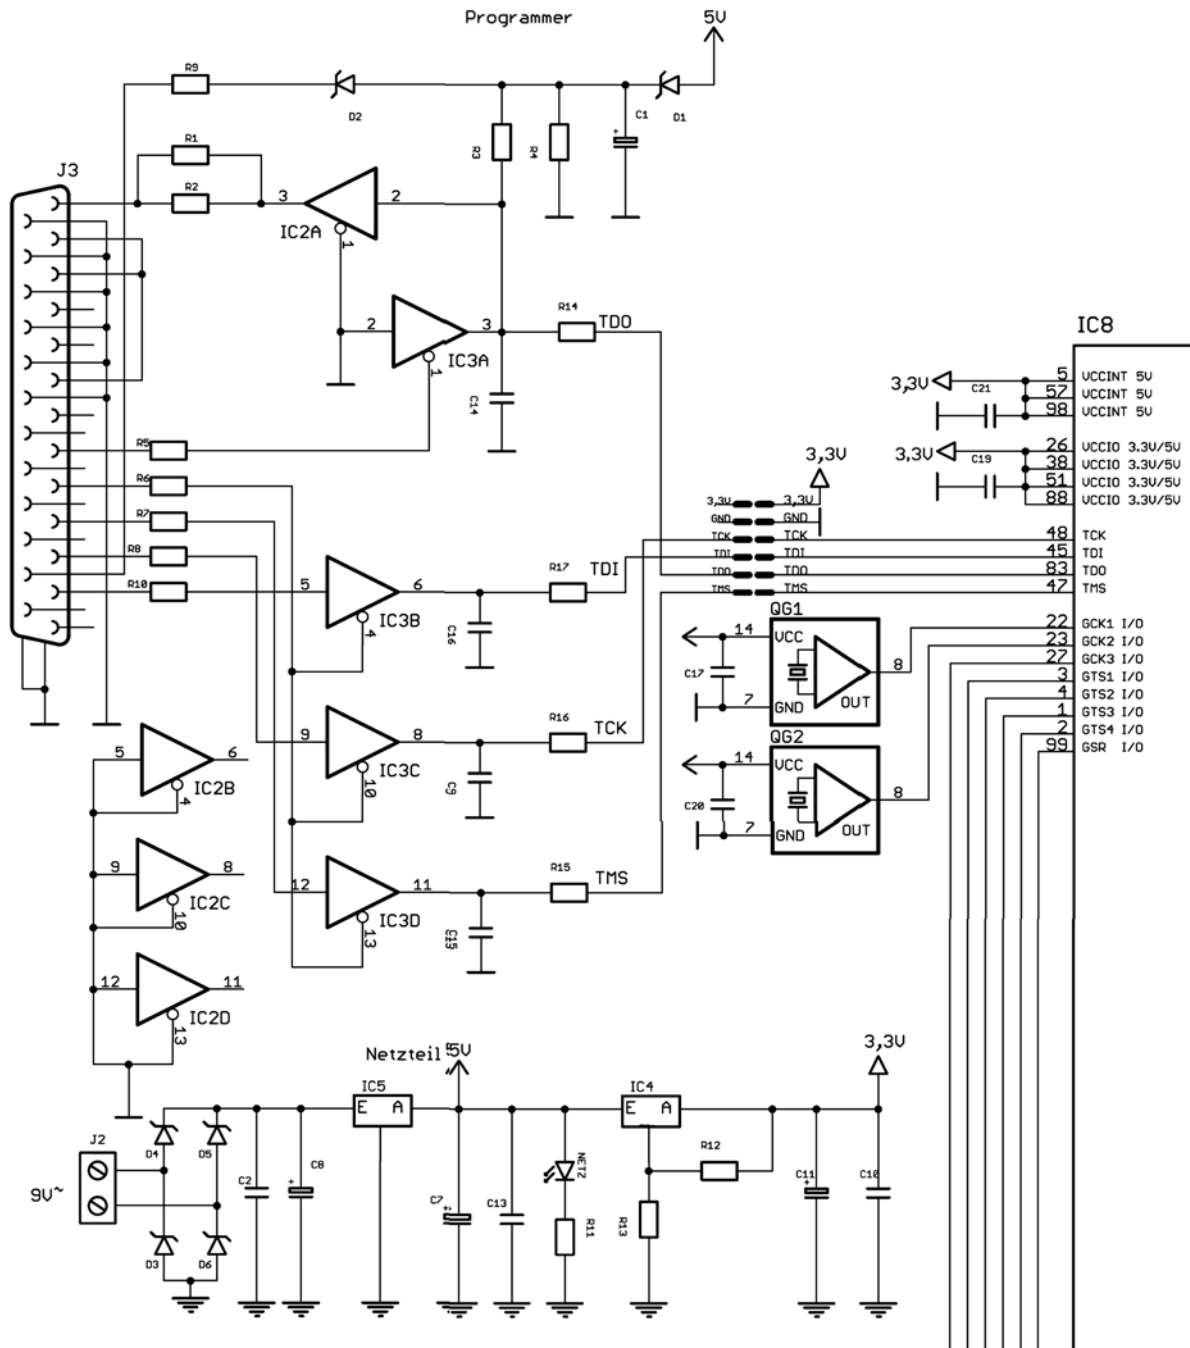 Programmer
5V
R9
D2
C1
+
D1
R3
R4
R1
J3
R2
3
2
IC2A
1
2
3
IC3A
1
R14
TDO
C14
IC8
3,3V
C21
5
VCCINT 5V
57
VCCINT 5V
98
VCCINT 5V
3,3V
C19
26
VCCIO 3.3V/5V
38
VCCIO 3.3V/5V
51
VCCIO 3.3V/5V
88
VCCIO 3.3V/5V
R5
R6
R7
R8
R10
3,3V
3,3V
3,3V
GND
GND
TCK
TCK
48
TCK
TDI
TDI
45
TDI
TDO
TDO
83
TDO
TMS
TMS
47
TMS
5
6
IC3B
4
C16
R17
TDI
QG1
14
VCC
C17
7
GND
OUT
8
22
GCK1 I/O
23
GCK2 I/O
27
GCK3 I/O
3
GTS1 I/O
4
GTS2 I/O
1
GTS3 I/O
2
GTS4 I/O
99
GSR I/O
9
8
IC3C
10
C9
R16
TCK
QG2
14
VCC
C20
7
GND
OUT
8
5
6
IC2B
4
9
8
IC2C
10
12
11
IC2D
13
12
11
IC3D
13
C15
R15
TMS
Netzteil
5V
3,3V
IC5
E A
IC4
E A
J2
9V~
D4
D5
D3
D6
C2
C8
+
C7
+
C13
NET2
R11
R12
R13
C11
+
C10